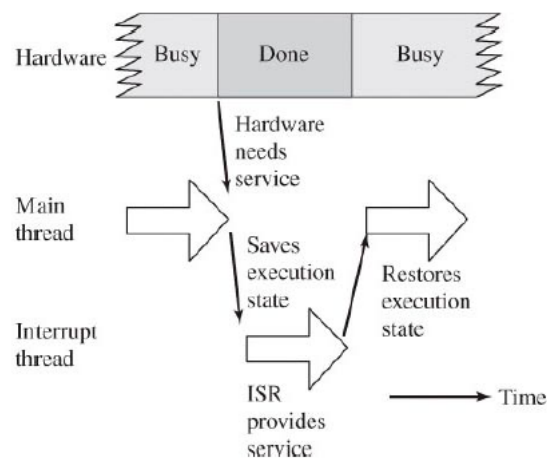 Hardware
Busy
Done
Busy
Hardware
needs
service
Main
thread
Saves
execution
state
Restores
execution
state
Interrupt
thread
ISR
provides
service
Time